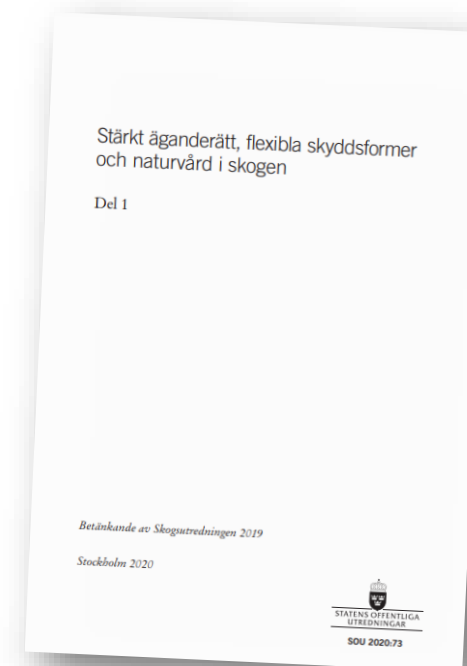 Stärkt äganderätt, flexibla skyddsformer
och naturvård i skogen
Del 1
Betänkande av Skogsutredningen 2019
Stockholm 2020
STATENS OFFENTLIGA
UTREDNINGAR
SOU 2020:73